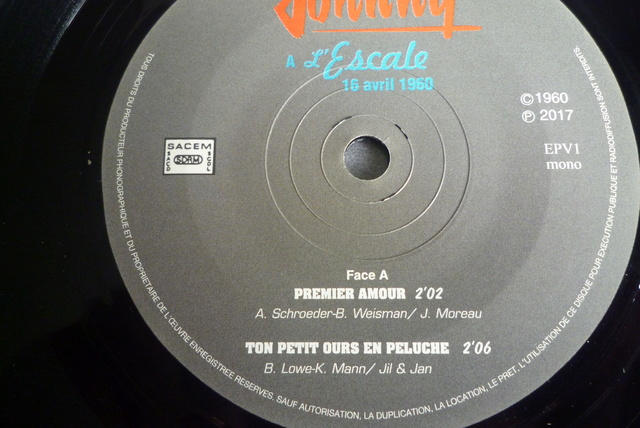 Johnny
A L'Escale
16 avril 1960
©1960
℗ 2017
SACEM
SACD SDRM SCGL
EPV1
mono
Face A
PREMIER AMOUR 2'02
A. Schroeder-B. Weisman/ J. Moreau
TON PETIT OURS EN PELUCHE 2'06
B. Lowe-K. Mann/ Jil & Jan
TOUS DROITS DU PRODUCTEUR PHONOGRAPHIQUE ET DU PROPRIETAIRE DE L'ŒUVRE ENREGISTREE RESERVES, SAUF AUTORISATION, LA DUPLICATION, LA LOCATION, LE PRET, L'UTILISATION DE CE DISQUE POUR EXECUTION PUBLIQUE ET RADIODIFFUSION SONT INTERDITS